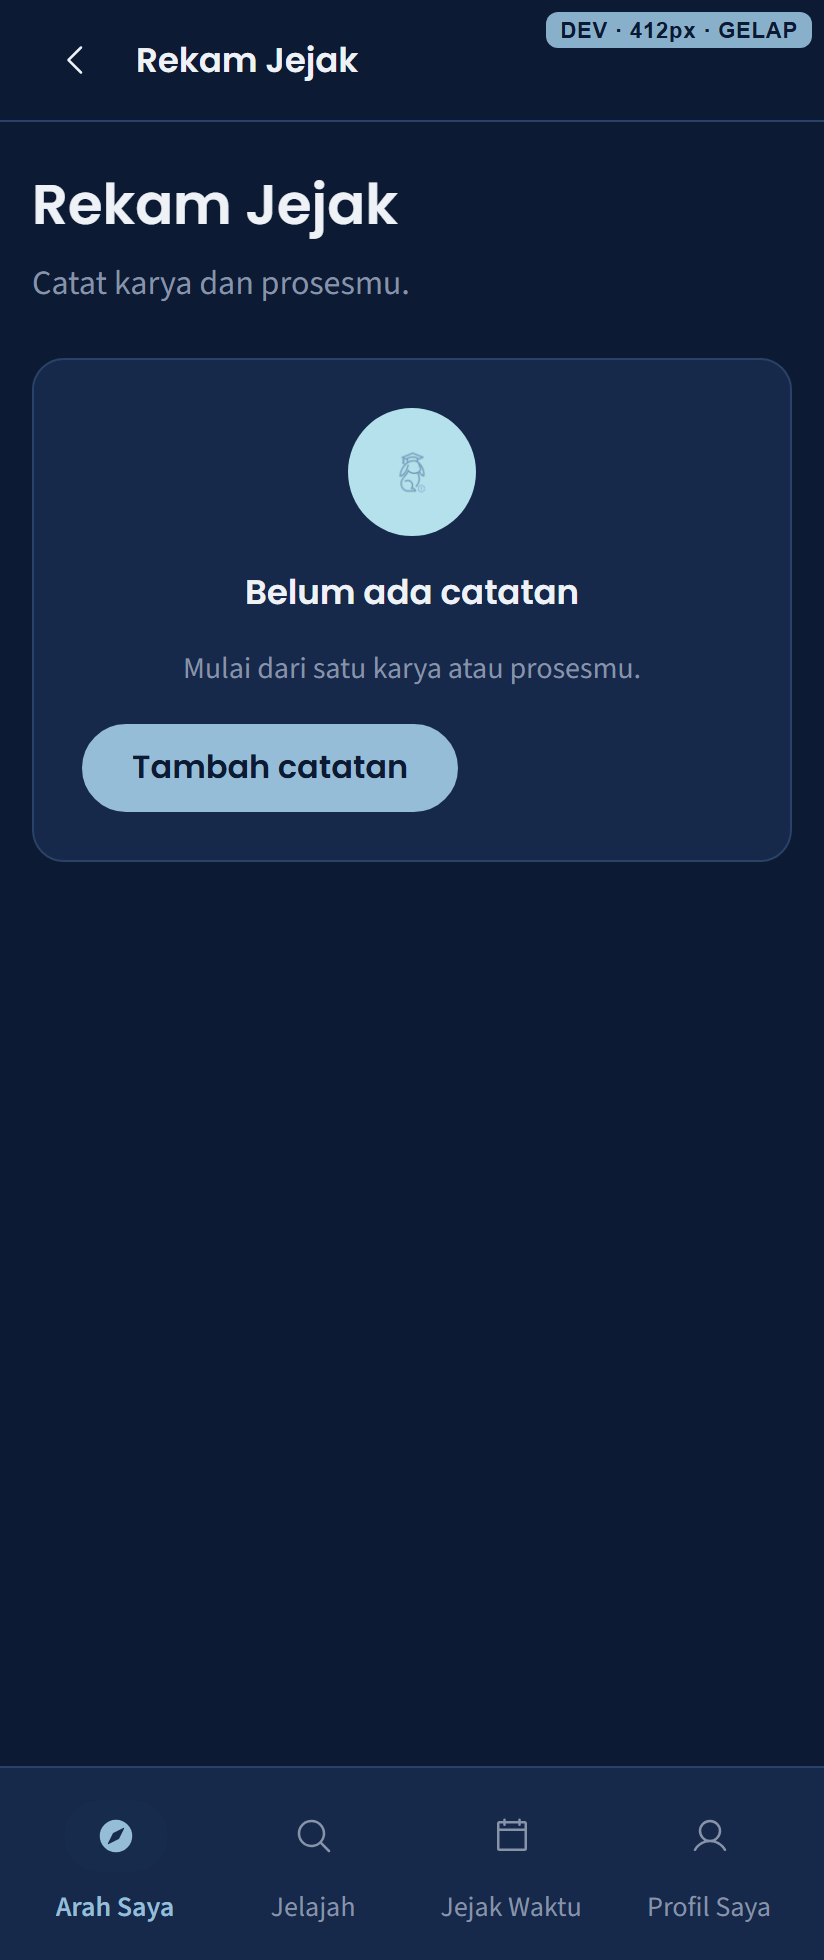 DEV · 412px · GELAP
Rekam Jejak
Rekam Jejak
Catat karya dan prosesmu.
Belum ada catatan
Mulai dari satu karya atau prosesmu.
Tambah catatan
Arah Saya
Jelajah
Jejak Waktu
Profil Saya